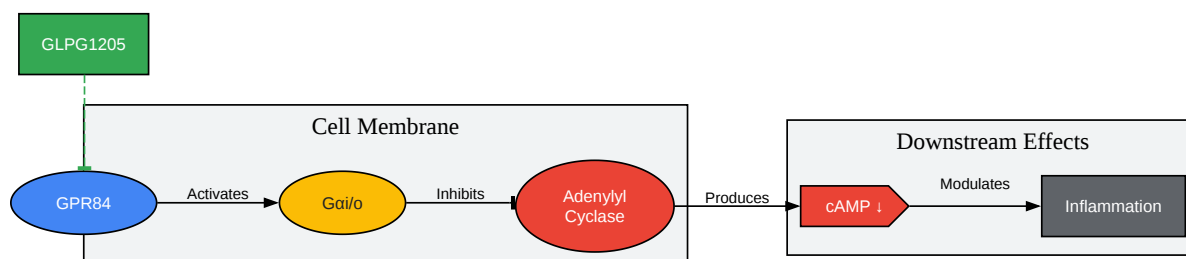 GLPG1205
Cell Membrane
GPR84
Activates
Gαi/o
Inhibits
Adenylyl
Cyclase
Produces
Downstream Effects
cAMP ↓
Modulates
Inflammation